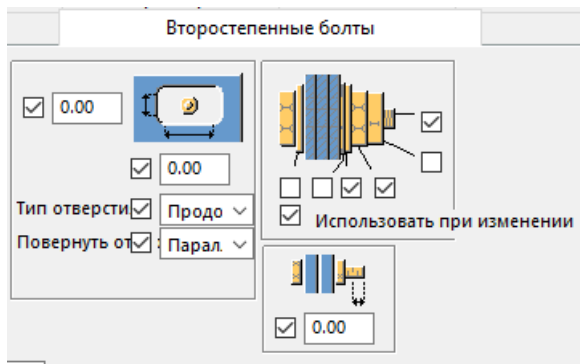 Второстепенные болты
0.00
0.00
Тип отверсти
Продо
Повернуть от
Парал.
Использовать при изменении
0.00